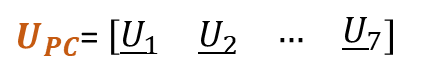 U_PC= [U_1 U_2 ⋯ U_7]